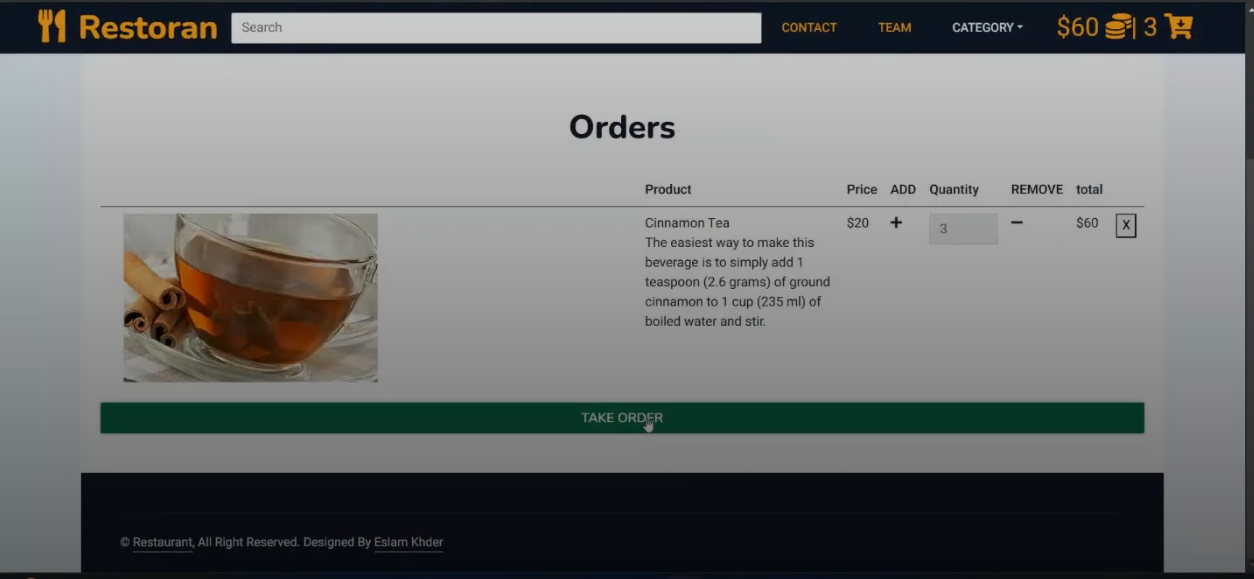 Restoran
Search
CONTACT
TEAM
CATEGORY
$60 | 3
Orders
Product Price ADD Quantity REMOVE total
Cinnamon Tea $20 + 3 − $60 X
The easiest way to make this
beverage is to simply add 1
teaspoon (2.6 grams) of ground
cinnamon to 1 cup (235 ml) of
boiled water and stir.
TAKE ORDER
© Restaurant, All Right Reserved. Designed By Eslam Khder